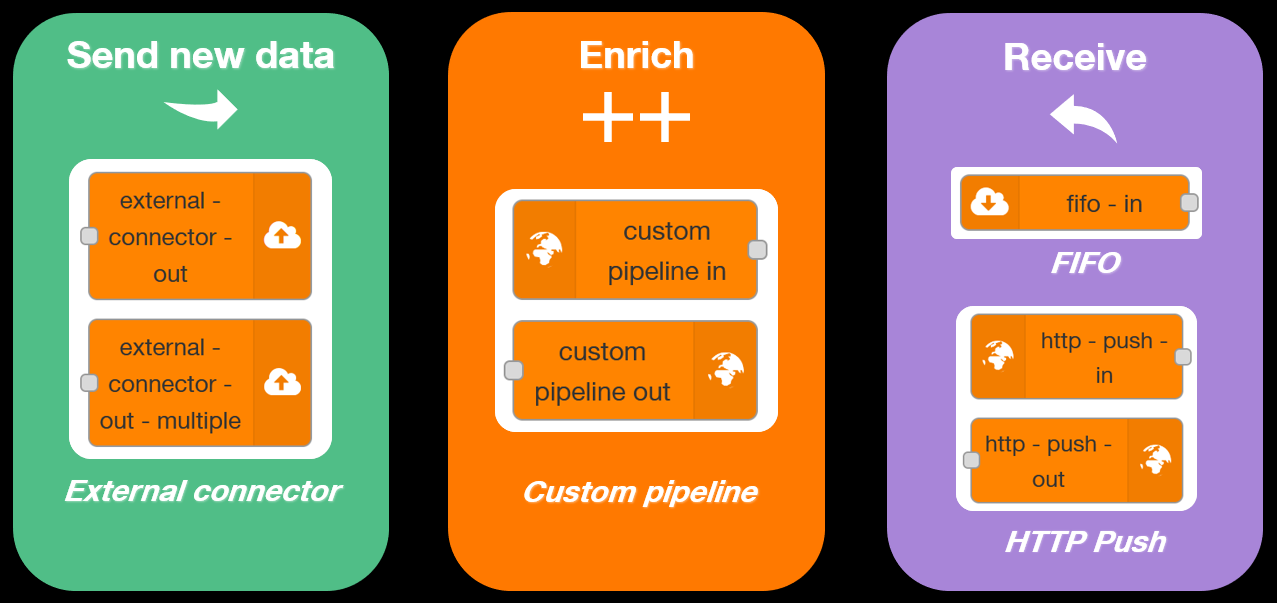 Send new data
external -
connector -
out
external -
connector -
out - multiple
External connector
Enrich
++
custom
pipeline in
custom
pipeline out
Custom pipeline
Receive
fifo - in
FIFO
http - push -
in
http - push -
out
HTTP Push